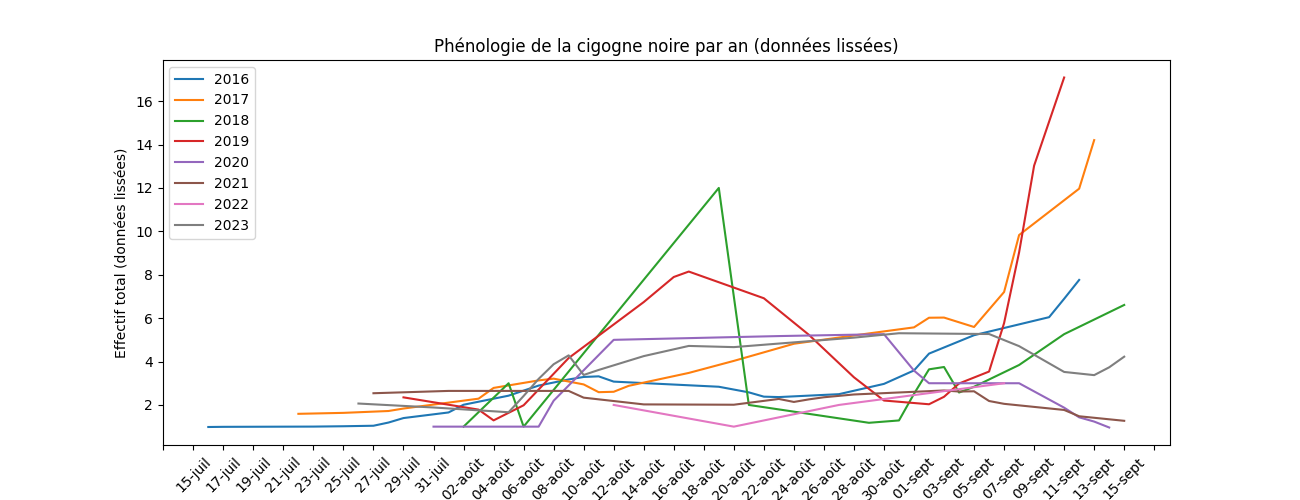 Phénologie de la cigogne noire par an (données lissées)
2016
2017
2018
2019
2020
2021
2022
2023
Effectif total (données lissées)
16
14
12
10
8
6
4
2
15-juil
17-juil
19-juil
21-juil
23-juil
25-juil
27-juil
29-juil
31-juil
02-août
04-août
06-août
08-août
10-août
12-août
14-août
16-août
18-août
20-août
22-août
24-août
26-août
28-août
30-août
01-sept
03-sept
05-sept
07-sept
09-sept
11-sept
13-sept
15-sept